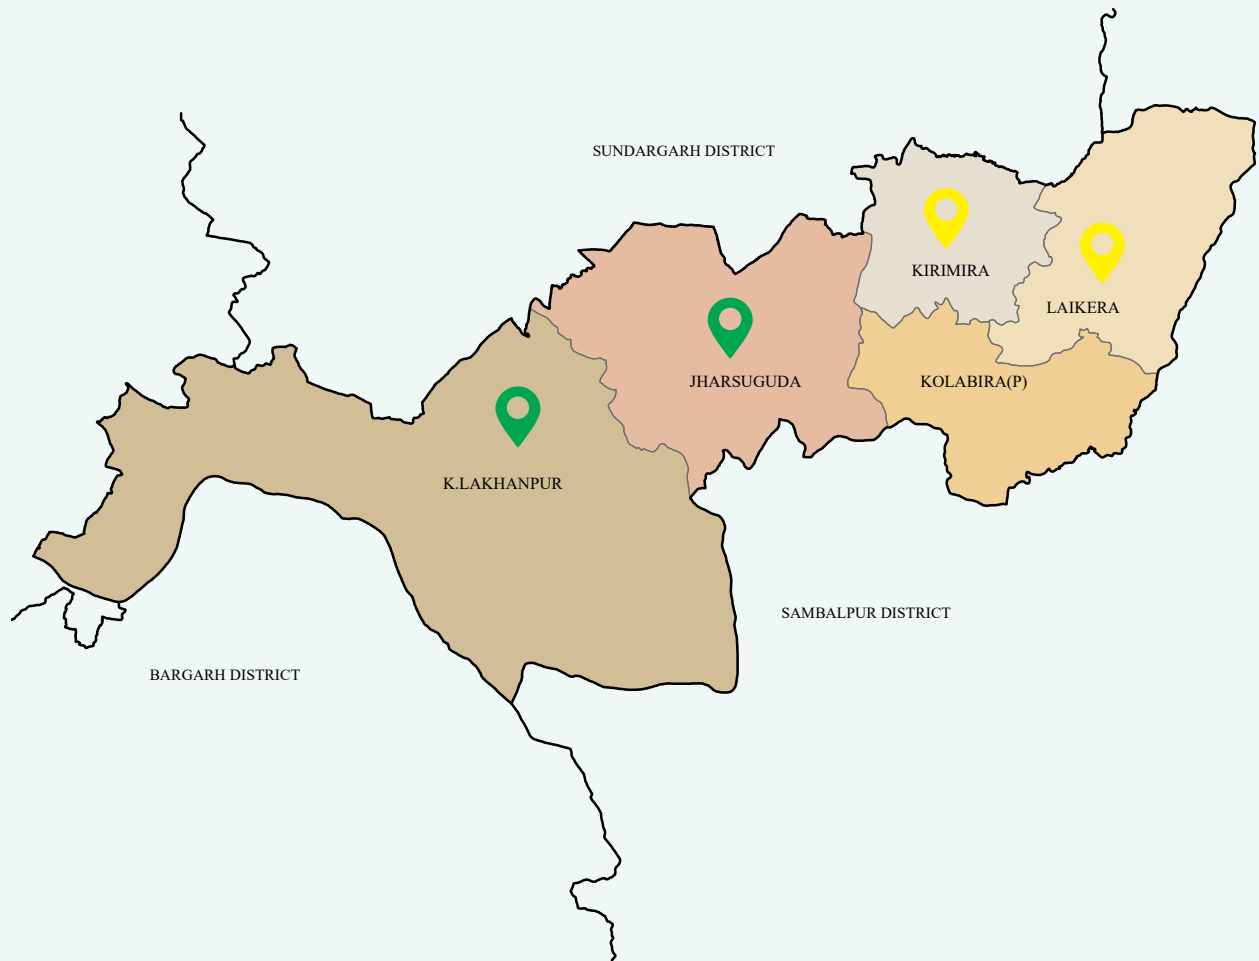 SUNDARGARH DISTRICT
KIRIMIRA
LAIKERA
JHARSUGUDA
KOLABIRA(P)
K.LAKHANPUR
SAMBALPUR DISTRICT
BARGARH DISTRICT